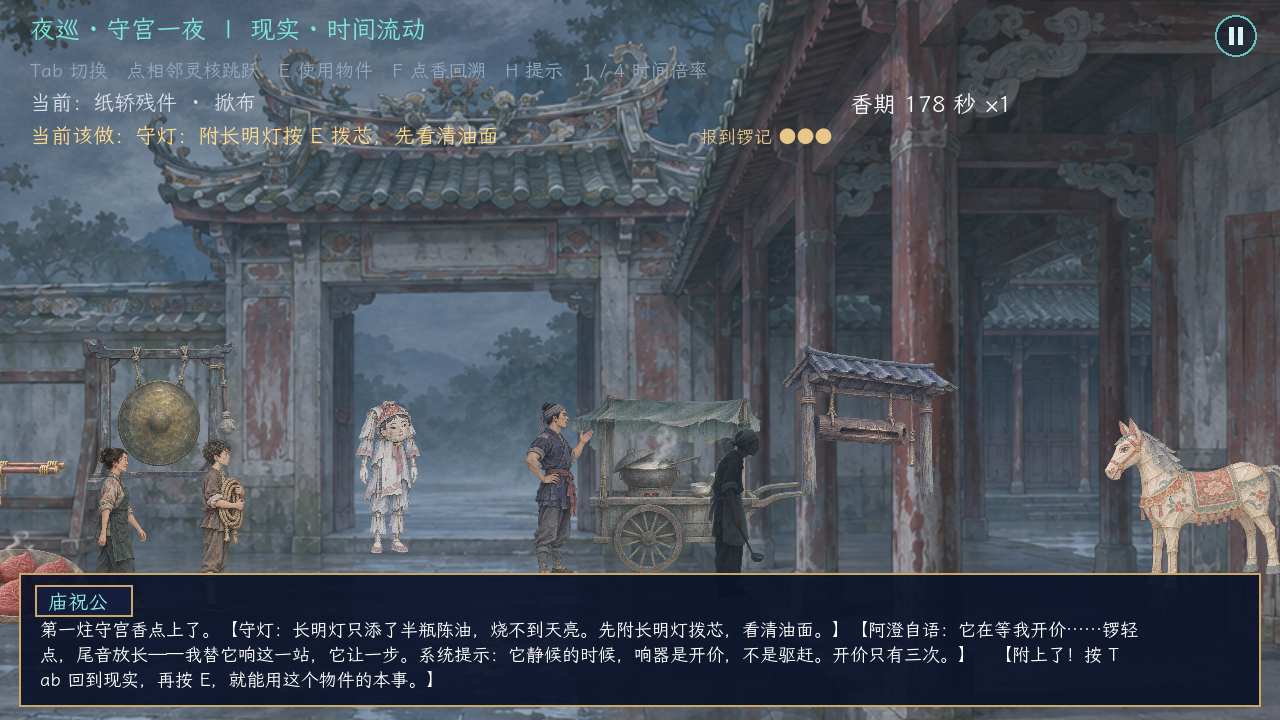 夜巡·守宫一夜 | 现实·时间流动
Tab 切换 点相邻灵核跳跃 E 使用物件 F 点香回溯 H 提示 1/4 时间倍率
当前: 纸轿残件 · 掀布
香期 178 秒 ×1
当前该做: 守灯: 附长明灯按 E 拨芯, 先看清油面
报到锣记
庙祝公
第一炷守宫香点上了。【守灯: 长明灯只添了半瓶陈油, 烧不到天亮。先附长明灯拨芯, 看清油面。】【阿澄自语: 它在等我开价……锣轻
点, 尾音放长——我替它响这一站, 它让一步。系统提示: 它静候的时候, 响器是开价, 不是驱赶。开价只有三次。】 【附上了! 按 T
ab 回到现实, 再按 E, 就能用这个物件的本事。】